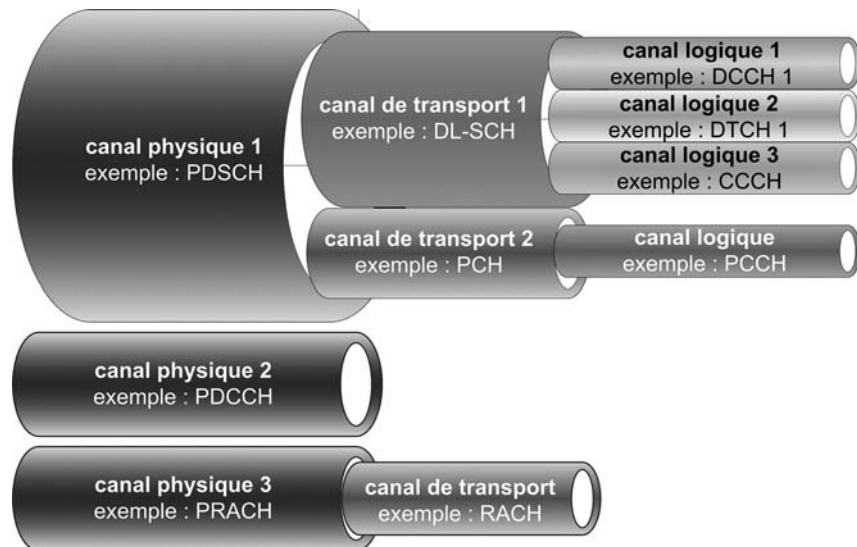 canal physique 1
exemple : PDSCH
canal de transport 1
exemple : DL-SCH
canal logique 1
exemple : DCCH 1
canal logique 2
exemple : DTCH 1
canal logique 3
exemple : CCCH
canal de transport 2
exemple : PCH
canal logique
exemple : PCCH
canal physique 2
exemple : PDCCH
canal physique 3
exemple : PRACH
canal de transport
exemple : RACH